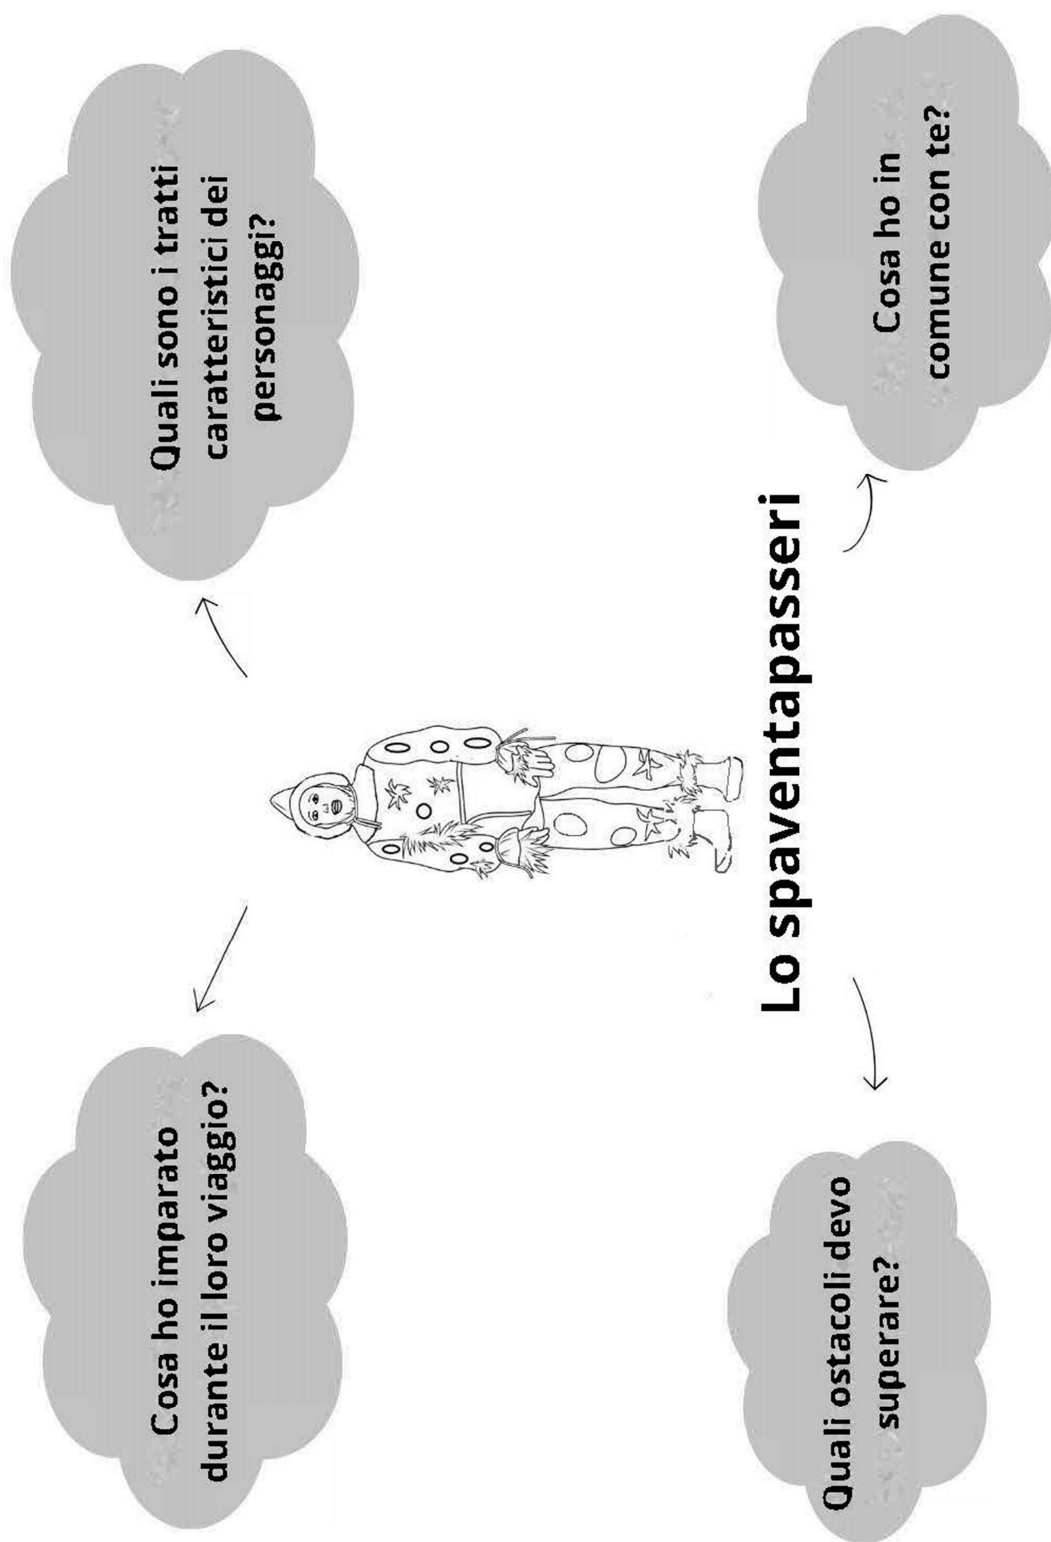 Cosa ho imparato
durante il loro viaggio?
Quali sono i tratti
caratteristici dei
personaggi?
Lo spaventapasseri
Quali ostacoli devo
superare?
Cosa ho in
comune con te?